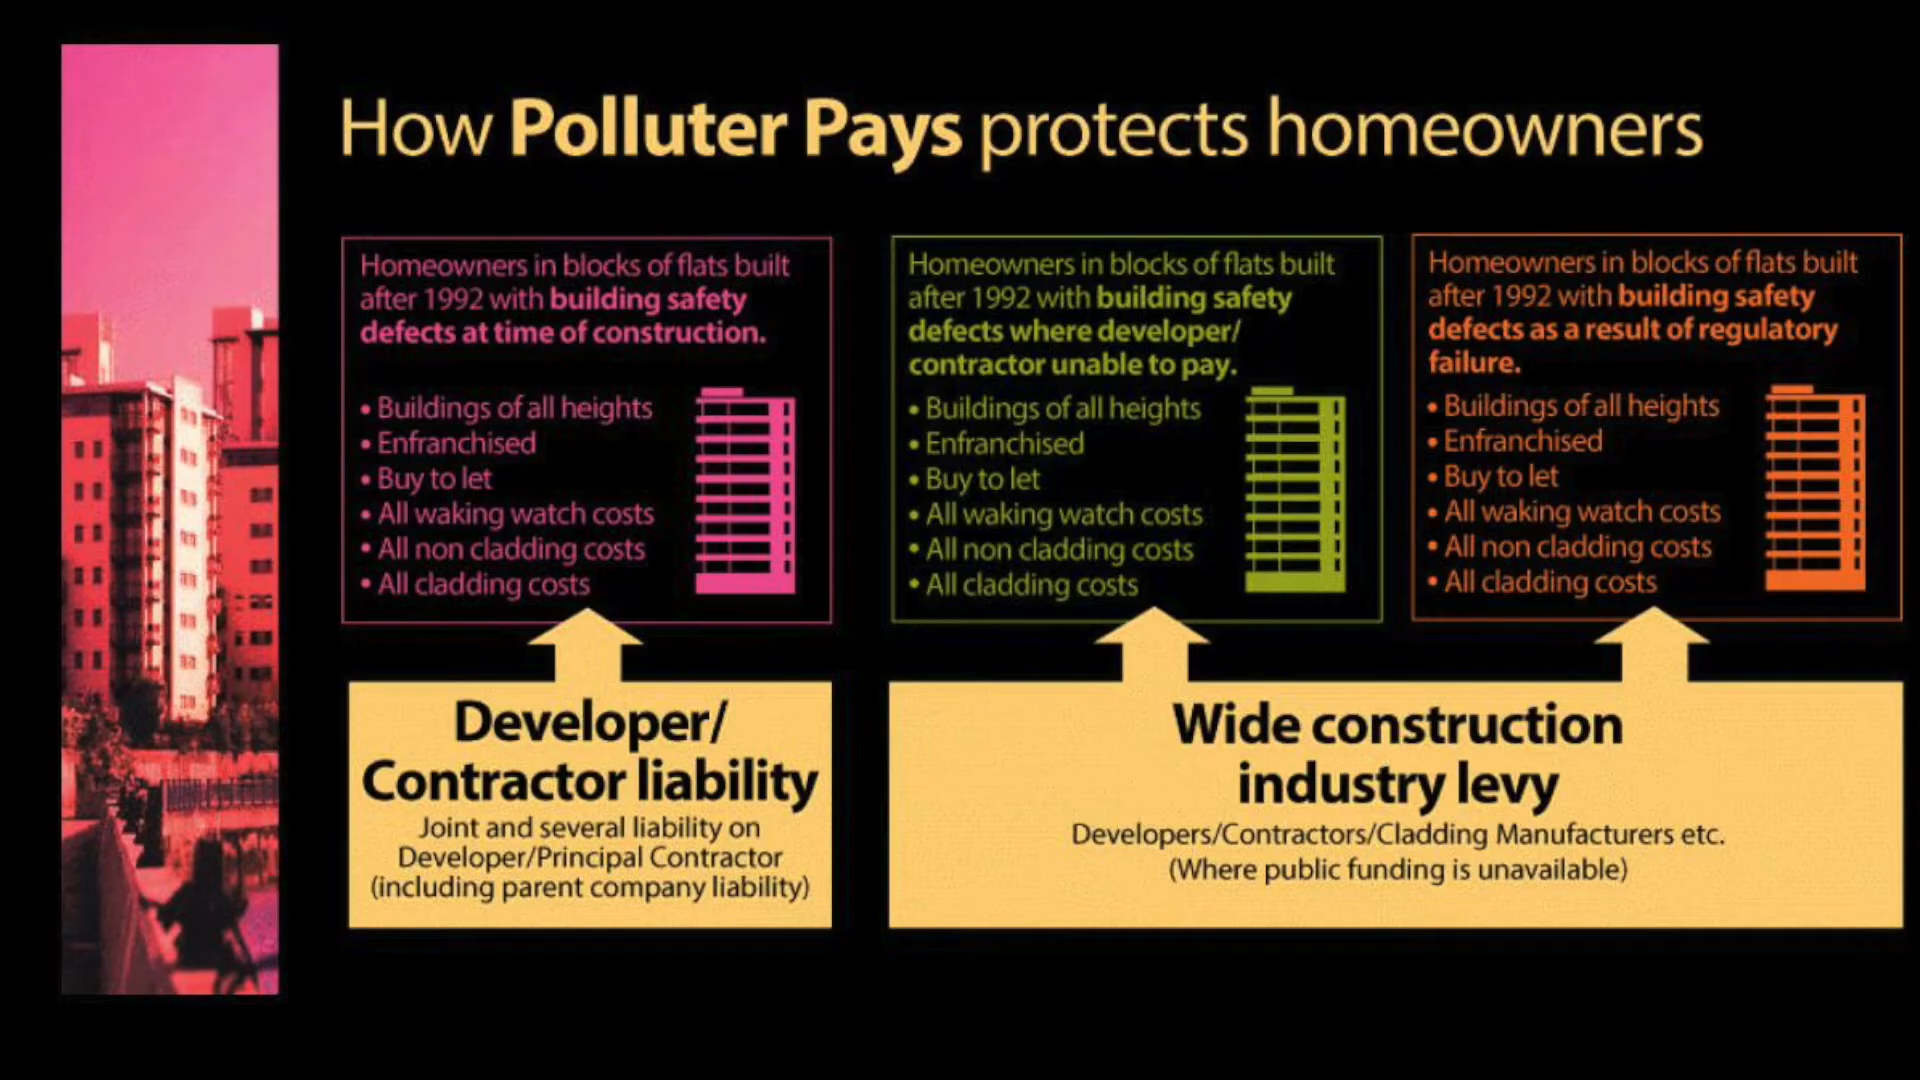 How Polluter Pays protects homeowners
Homeowners in blocks of flats built
after 1992 with building safety
defects at time of construction.
• Buildings of all heights
• Enfranchised
• Buy to let
• All waking watch costs
• All non cladding costs
• All cladding costs
Homeowners in blocks of flats built
after 1992 with building safety
defects where developer/
contractor unable to pay.
• Buildings of all heights
• Enfranchised
• Buy to let
• All waking watch costs
• All non cladding costs
• All cladding costs
Homeowners in blocks of flats built
after 1992 with building safety
defects as a result of regulatory
failure.
• Buildings of all heights
• Enfranchised
• Buy to let
• All waking watch costs
• All non cladding costs
• All cladding costs
Developer/
Contractor liability
Joint and several liability on
Developer/Principal Contractor
(including parent company liability)
Wide construction
industry levy
Developers/Contractors/Cladding Manufacturers etc.
(Where public funding is unavailable)